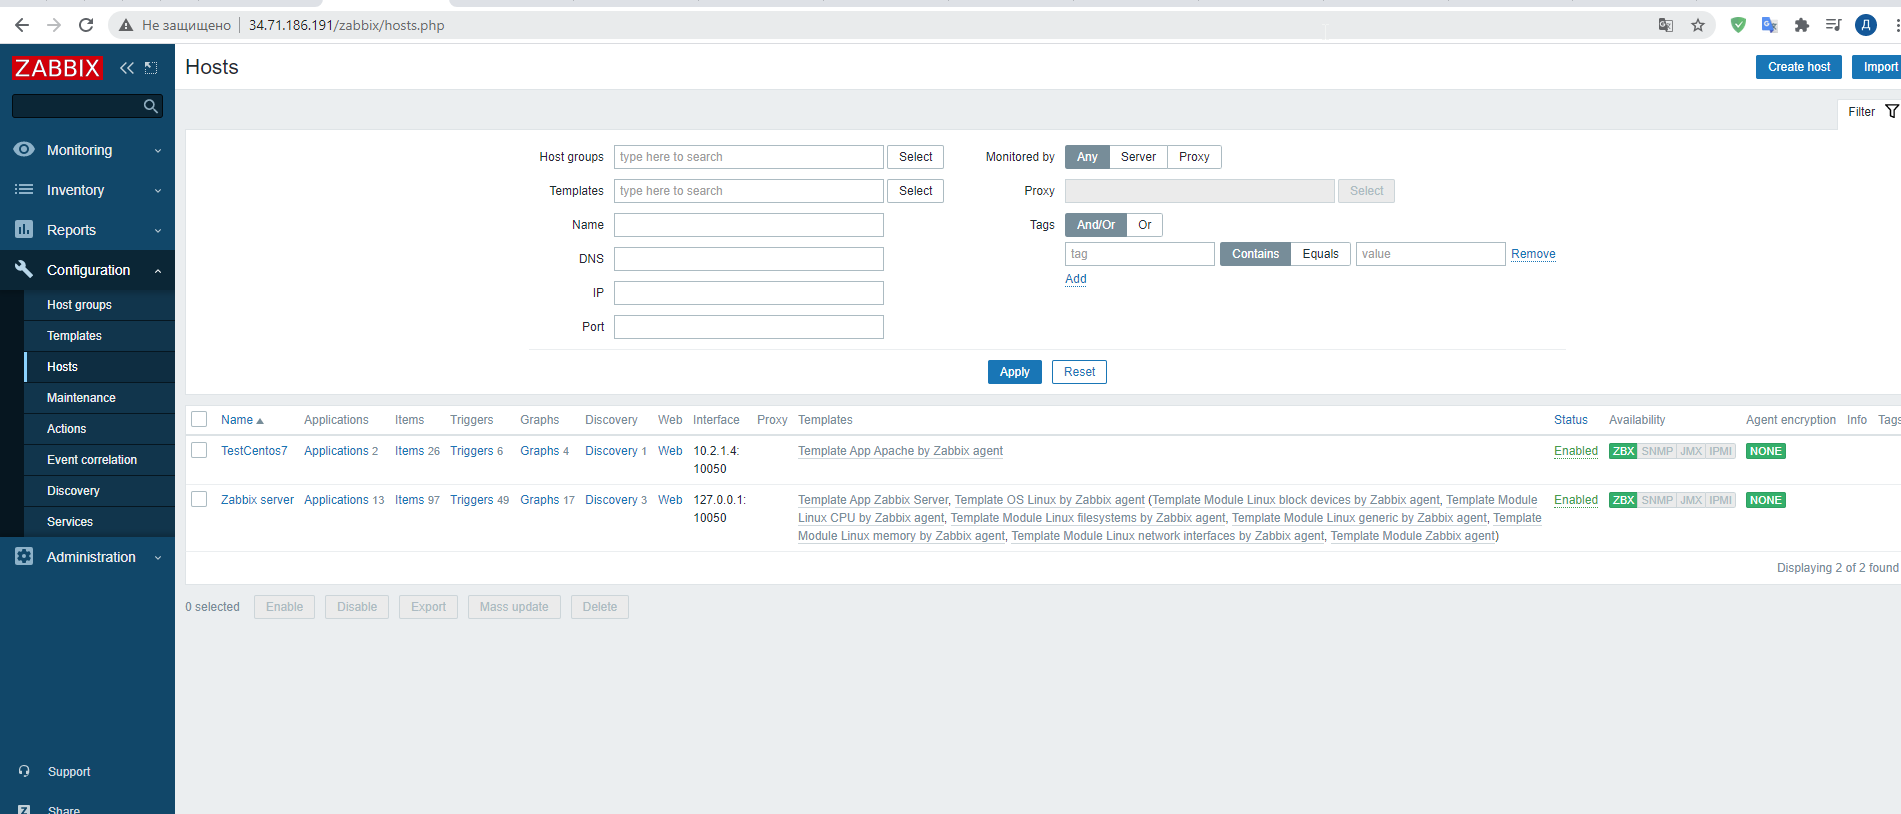 Не защищено 34.71.186.191/zabbix/hosts.php
Д
ZABBIX
Monitoring
Inventory
Reports
Configuration
Host groups
Templates
Hosts
Maintenance
Actions
Event correlation
Discovery
Services
Administration
Support
Share
Hosts
Create host Import
Filter
Host groups type here to search Select
Templates type here to search Select
Name
DNS
IP
Port
Monitored by Any Server Proxy
Proxy Select
Tags And/Or Or
tag Contains Equals value Remove
Add
Apply Reset
Name Applications Items Triggers Graphs Discovery Web Interface Proxy Templates Status Availability Agent encryption Info Tags
TestCentos7 Applications 2 Items 26 Triggers 6 Graphs 4 Discovery 1 Web 10.2.1.4: Template App Apache by Zabbix agent Enabled ZBX SNMP JMX IPMI NONE
10050
Zabbix server Applications 13 Items 97 Triggers 49 Graphs 17 Discovery 3 Web 127.0.0.1: Template App Zabbix Server, Template OS Linux by Zabbix agent (Template Module Linux block devices by Zabbix agent, Template Module Enabled ZBX SNMP JMX IPMI NONE
10050 Linux CPU by Zabbix agent, Template Module Linux filesystems by Zabbix agent, Template Module Linux generic by Zabbix agent, Template
Module Linux memory by Zabbix agent, Template Module Linux network interfaces by Zabbix agent, Template Module Zabbix agent)
Displaying 2 of 2 found
0 selected Enable Disable Export Mass update Delete